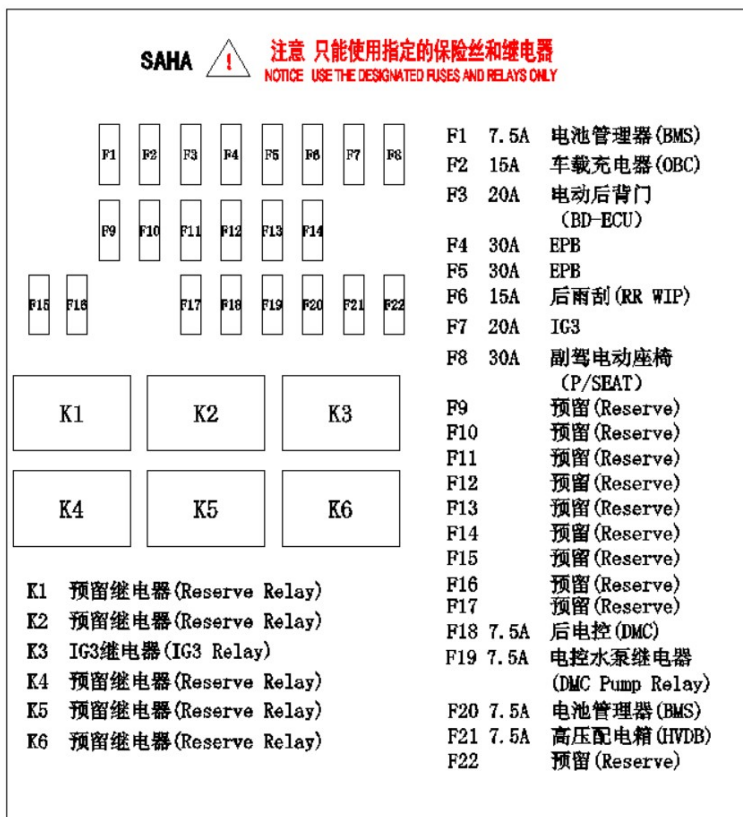 SAHA
!
注意 只能使用指定的保险丝和继电器
NOTICE USE THE DESIGNATED FUSES AND RELAYS ONLY
F1 F2 F3 F4 F5 F6 F7 F8
F9 F10 F11 F12 F13 F14
F15 F16 F17 F18 F19 F20 F21 F22
K1 K2 K3
K4 K5 K6
K1 预留继电器(Reserve Relay)
K2 预留继电器(Reserve Relay)
K3 IG3继电器(IG3 Relay)
K4 预留继电器(Reserve Relay)
K5 预留继电器(Reserve Relay)
K6 预留继电器(Reserve Relay)
F1 7.5A 电池管理器(BMS)
F2 15A 车载充电器(OBC)
F3 20A 电动后背门
(BD-ECU)
F4 30A EPB
F5 30A EPB
F6 15A 后雨刮(RR WIP)
F7 20A IG3
F8 30A 副驾电动座椅
(P/SEAT)
F9 预留(Reserve)
F10 预留(Reserve)
F11 预留(Reserve)
F12 预留(Reserve)
F13 预留(Reserve)
F14 预留(Reserve)
F15 预留(Reserve)
F16 预留(Reserve)
F17 预留(Reserve)
F18 7.5A 后电控(DMC)
F19 7.5A 电控水泵继电器
(DMC Pump Relay)
F20 7.5A 电池管理器(BMS)
F21 7.5A 高压配电箱(HVDB)
F22 预留(Reserve)